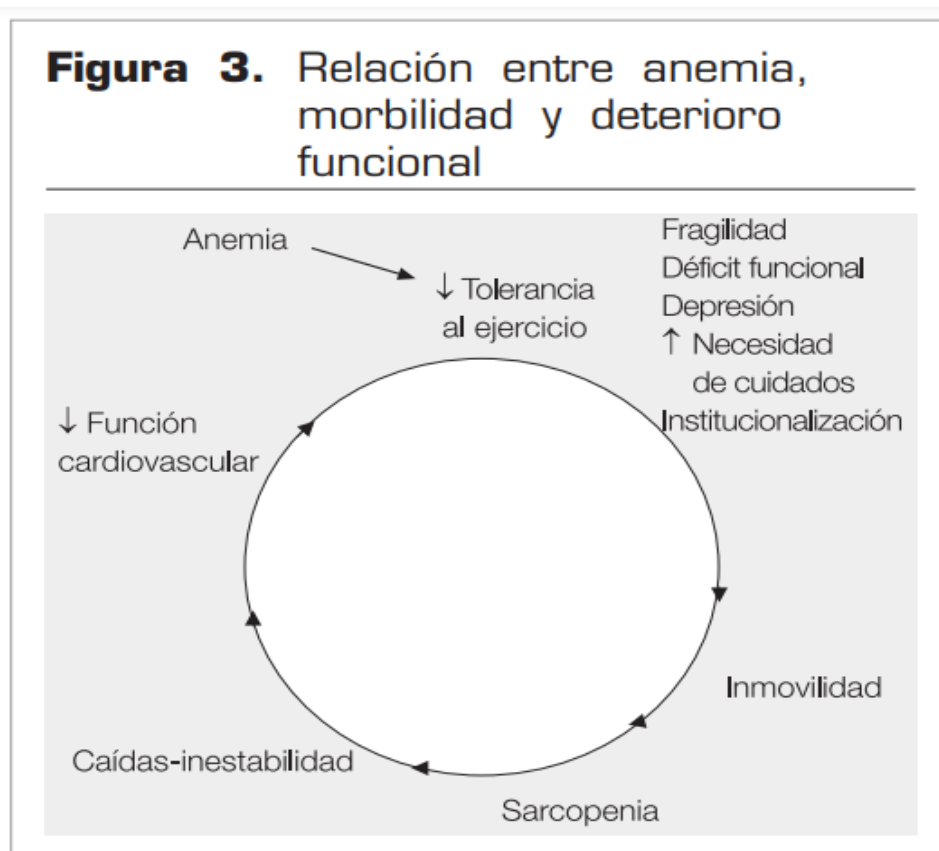 Figura 3. Relación entre anemia,
morbilidad y deterioro
funcional
Anemia
↓ Tolerancia
al ejercicio
Fragilidad
Déficit funcional
Depresión
↑ Necesidad
de cuidados
Institucionalización
↓ Función
cardiovascular
Inmovilidad
Caídas-inestabilidad
Sarcopenia